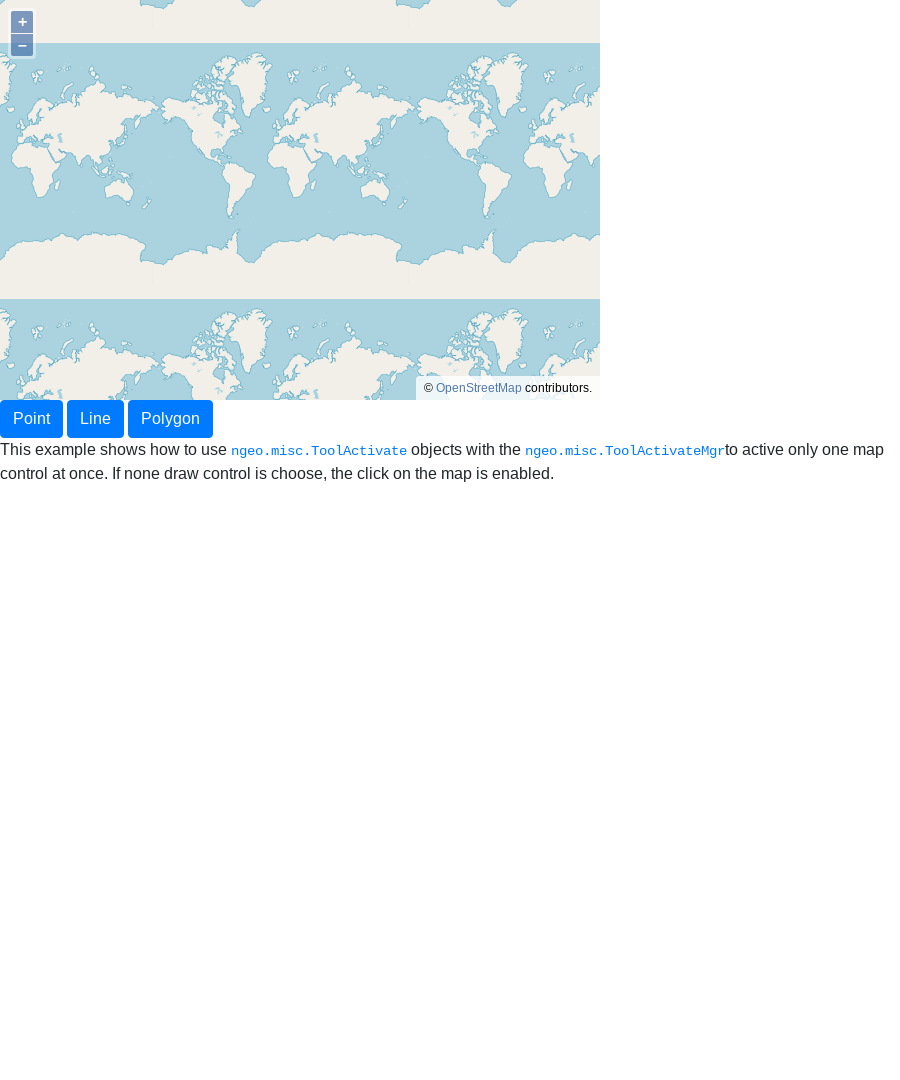 +
–
© OpenStreetMap contributors.
Point Line Polygon
This example shows how to use ngeo.misc.ToolActivate objects with the ngeo.misc.ToolActivateMgrto active only one map
control at once. If none draw control is choose, the click on the map is enabled.